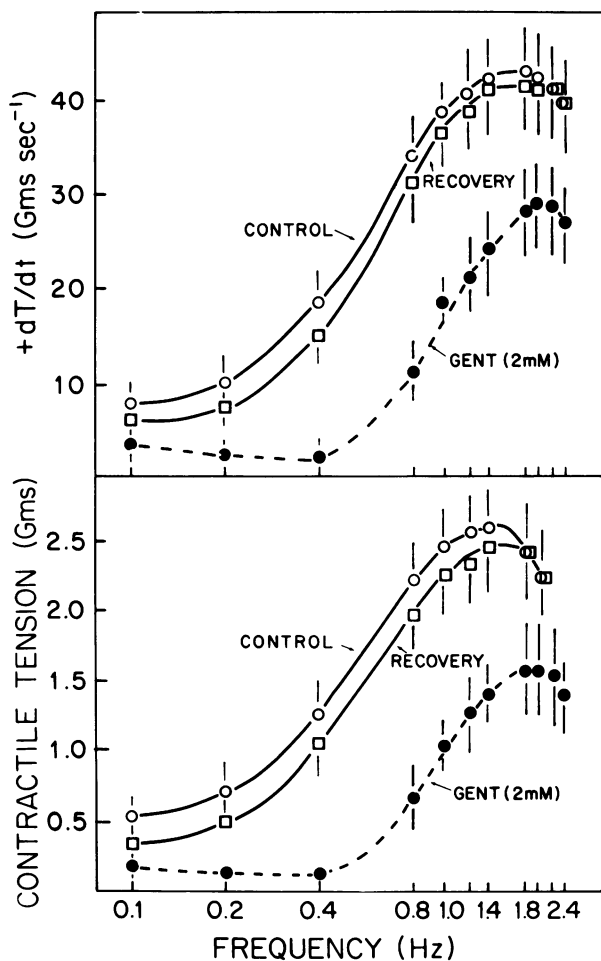 +dT/dt (Gms sec⁻¹)
40
30
20
10
CONTROL
RECOVERY
GENT (2mM)
CONTRACTILE TENSION (Gms)
2.5
2.0
1.5
1.0
0.5
CONTROL
RECOVERY
GENT (2mM)
0.1 0.2 0.4 0.8 1.0 1.4 1.8 2.4
FREQUENCY (Hz)